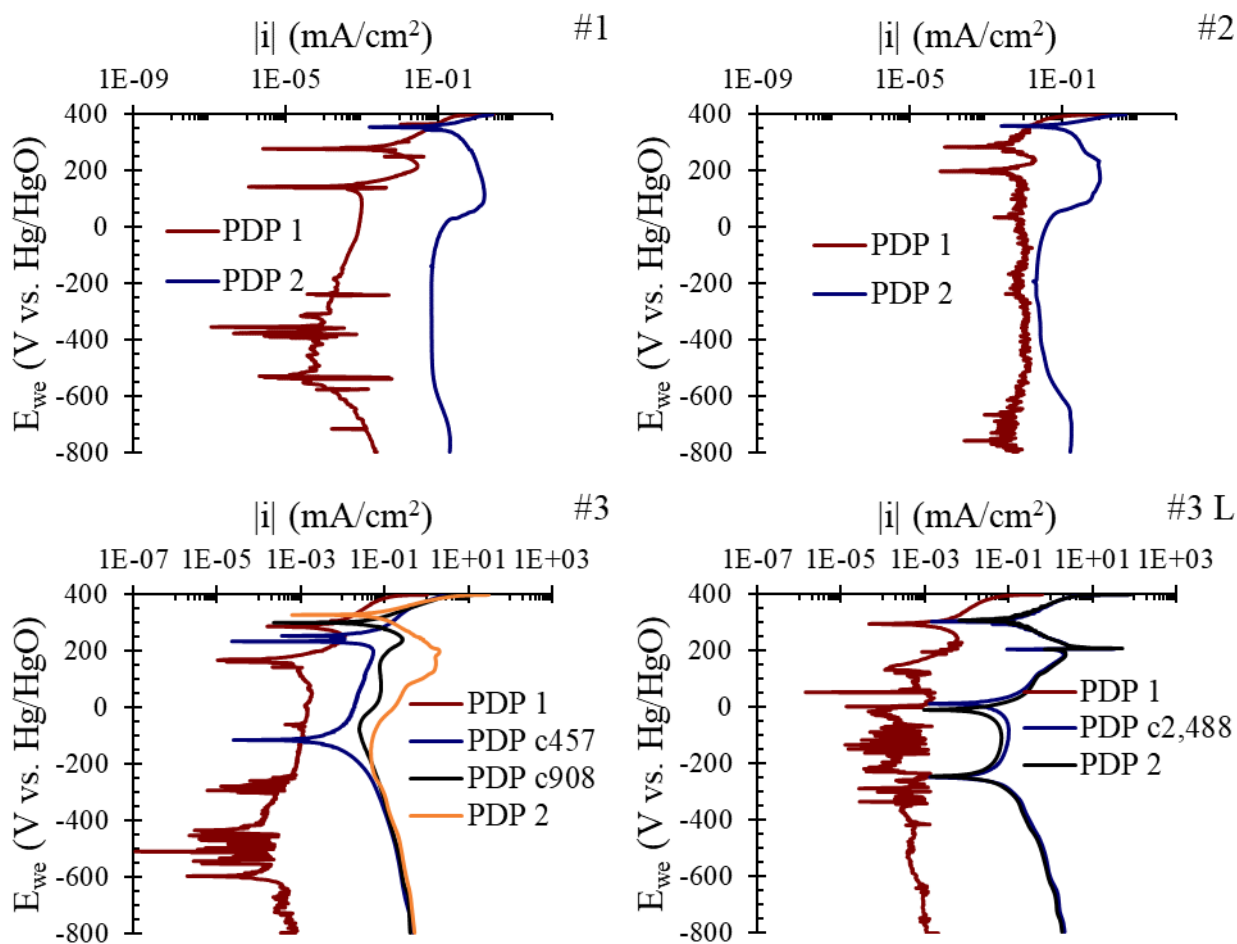 |i| (mA/cm²) #1
1E-09 1E-05 1E-01
400
200
0
-200
-400
-600
-800
E_we (V vs. Hg/HgO)
PDP 1
PDP 2
|i| (mA/cm²) #2
1E-09 1E-05 1E-01
400
200
0
-200
-400
-600
-800
E_we (V vs. Hg/HgO)
PDP 1
PDP 2
|i| (mA/cm²) #3
1E-07 1E-05 1E-03 1E-01 1E+01 1E+03
400
200
0
-200
-400
-600
-800
E_we (V vs. Hg/HgO)
PDP 1
PDP c457
PDP c908
PDP 2
|i| (mA/cm²) #3 L
1E-07 1E-05 1E-03 1E-01 1E+01 1E+03
400
200
0
-200
-400
-600
-800
E_we (V vs. Hg/HgO)
PDP 1
PDP c2,488
PDP 2